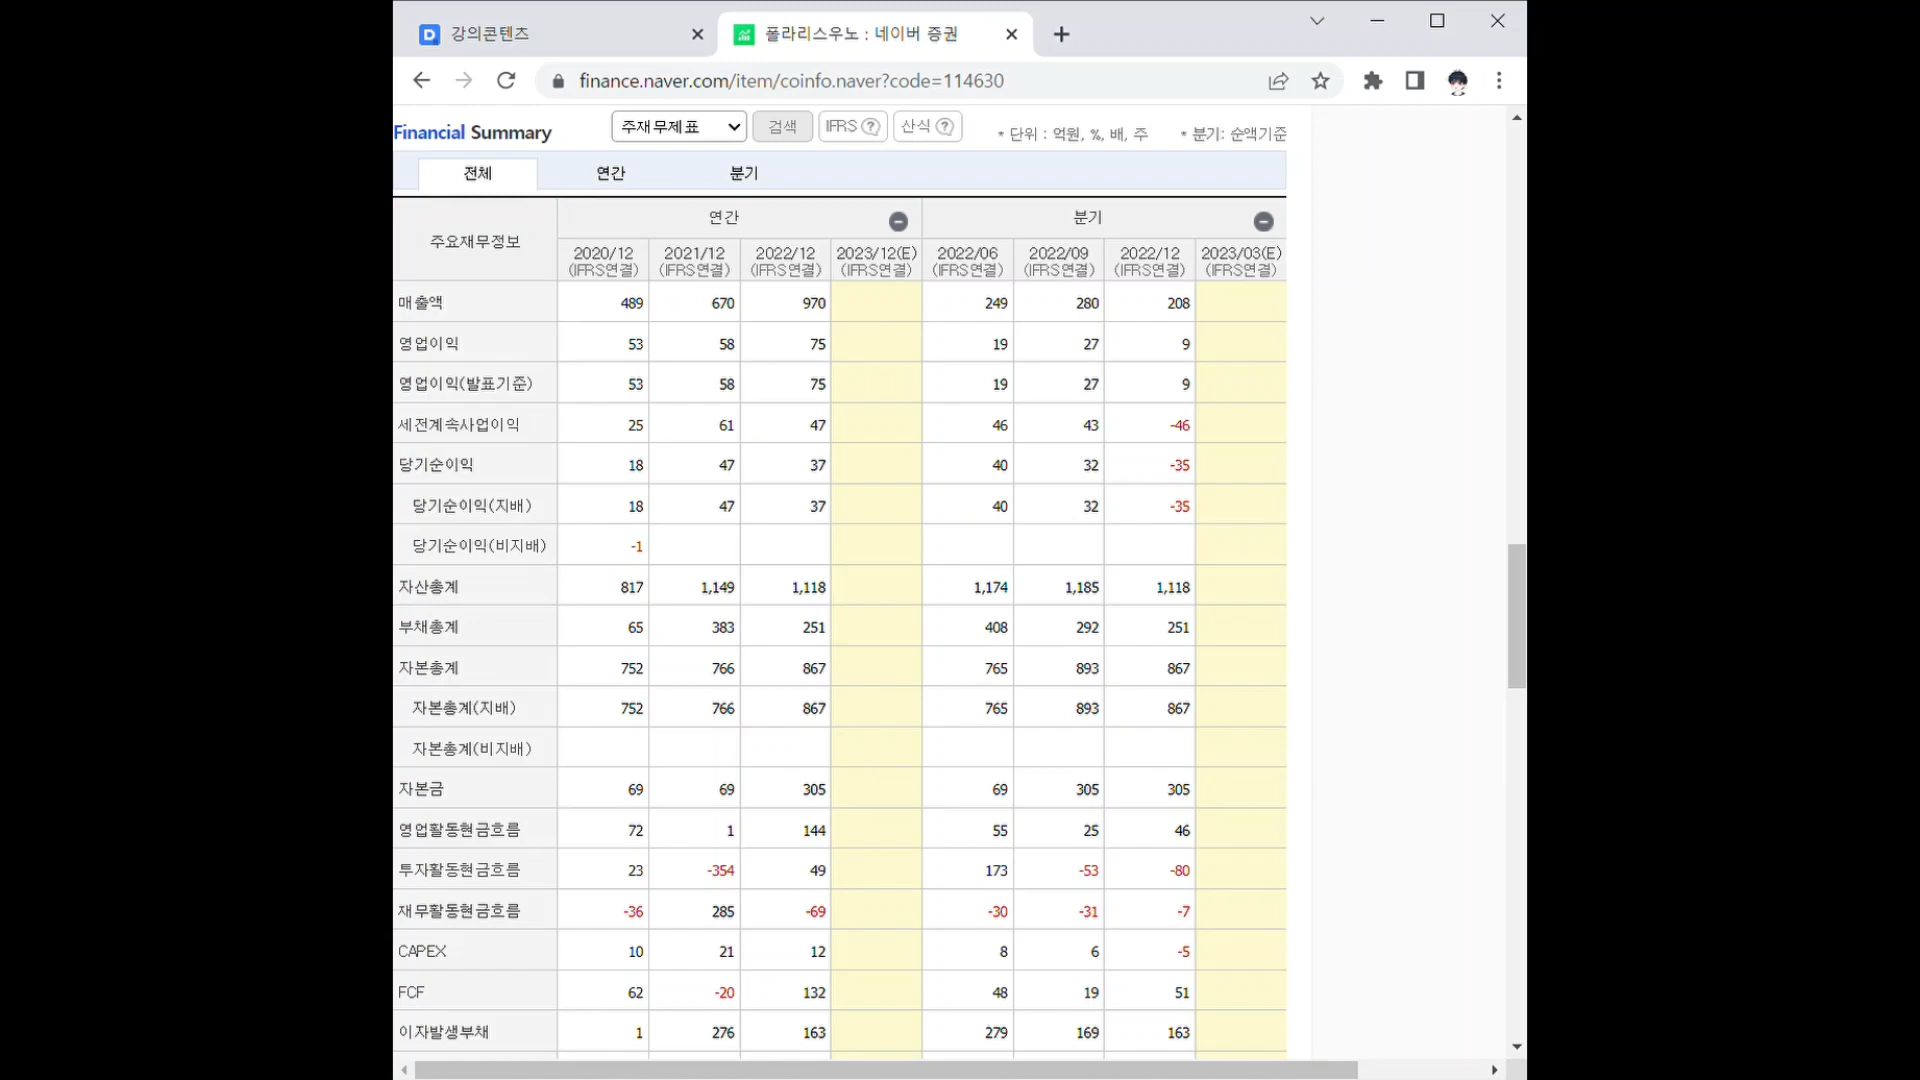 강의콘텐츠
폴라리스우노 : 네이버 증권
finance.naver.com/item/coinfo.naver?code=114630
Financial Summary 주재무제표 검색 IFRS ? 산식 ? * 단위 : 억원, %, 배, 주 * 분기: 순액기준
전체 연간 분기
주요재무정보 연간 분기
2020/12 2021/12 2022/12 2023/12(E) 2022/06 2022/09 2022/12 2023/03(E)
(IFRS연결) (IFRS연결) (IFRS연결) (IFRS연결) (IFRS연결) (IFRS연결) (IFRS연결) (IFRS연결)
매출액 489 670 970 249 280 208
영업이익 53 58 75 19 27 9
영업이익(발표기준) 53 58 75 19 27 9
세전계속사업이익 25 61 47 46 43 -46
당기순이익 18 47 37 40 32 -35
당기순이익(지배) 18 47 37 40 32 -35
당기순이익(비지배) -1
자산총계 817 1,149 1,118 1,174 1,185 1,118
부채총계 65 383 251 408 292 251
자본총계 752 766 867 765 893 867
자본총계(지배) 752 766 867 765 893 867
자본총계(비지배)
자본금 69 69 305 69 305 305
영업활동현금흐름 72 1 144 55 25 46
투자활동현금흐름 23 -354 49 173 -53 -80
재무활동현금흐름 -36 285 -69 -30 -31 -7
CAPEX 10 21 12 8 6 -5
FCF 62 -20 132 48 19 51
이자발생부채 1 276 163 279 169 163